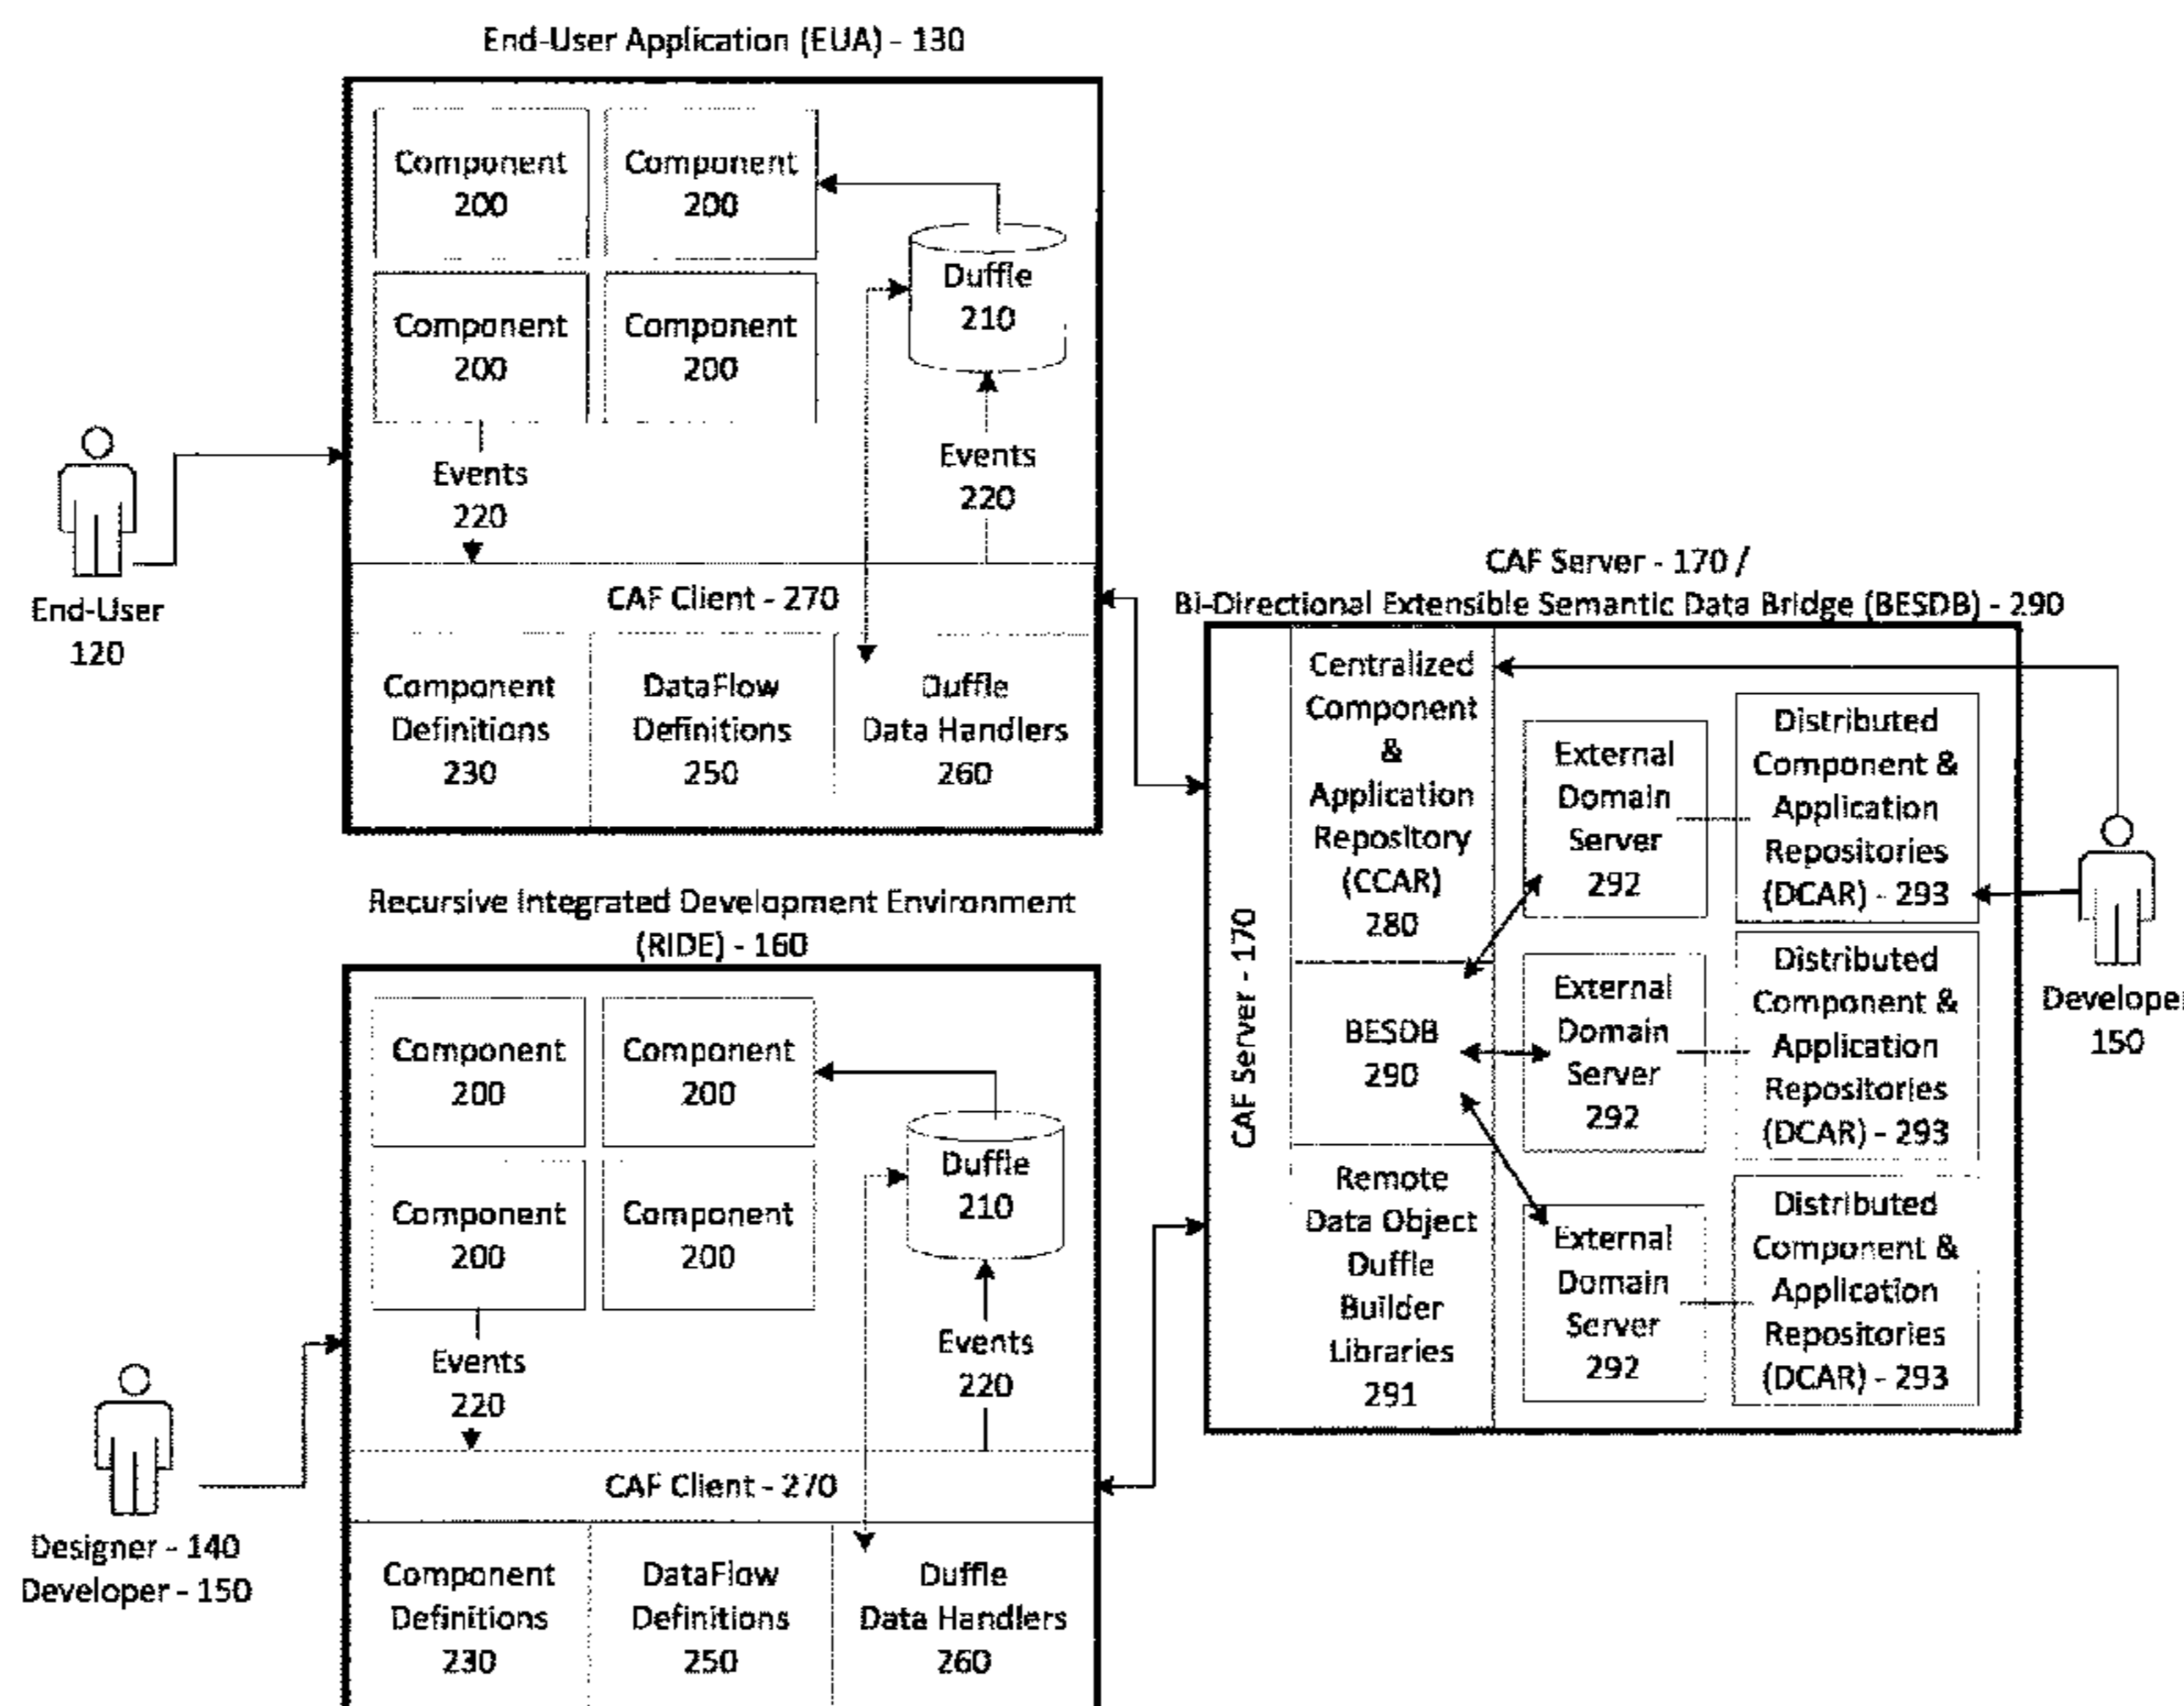 End-User Application (EUA) - 130
Component
200
Component
200
Component
200
Component
200
Duffle
210
Events
220
Events
220
CAF Client - 270
Component
Definitions
230
DataFlow
Definitions
250
Duffle
Data Handlers
260
End-User
120
Recursive Integrated Development Environment
(RIDE) - 160
Component
200
Component
200
Component
200
Component
200
Duffle
210
Events
220
Events
220
CAF Client - 270
Component
Definitions
230
DataFlow
Definitions
250
Duffle
Data Handlers
260
Designer - 140
Developer - 150
CAF Server - 170 /
Bi-Directional Extensible Semantic Data Bridge (BESDB) - 290
CAF Server - 170
Centralized
Component
&
Application
Repository
(CCAR)
280
BESDB
290
Remote
Data Object
Duffle
Builder
Libraries
291
External
Domain
Server
292
Distributed
Component &
Application
Repositories
(DCAR) - 293
External
Domain
Server
292
Distributed
Component &
Application
Repositories
(DCAR) - 293
External
Domain
Server
292
Distributed
Component &
Application
Repositories
(DCAR) - 293
Develope
150